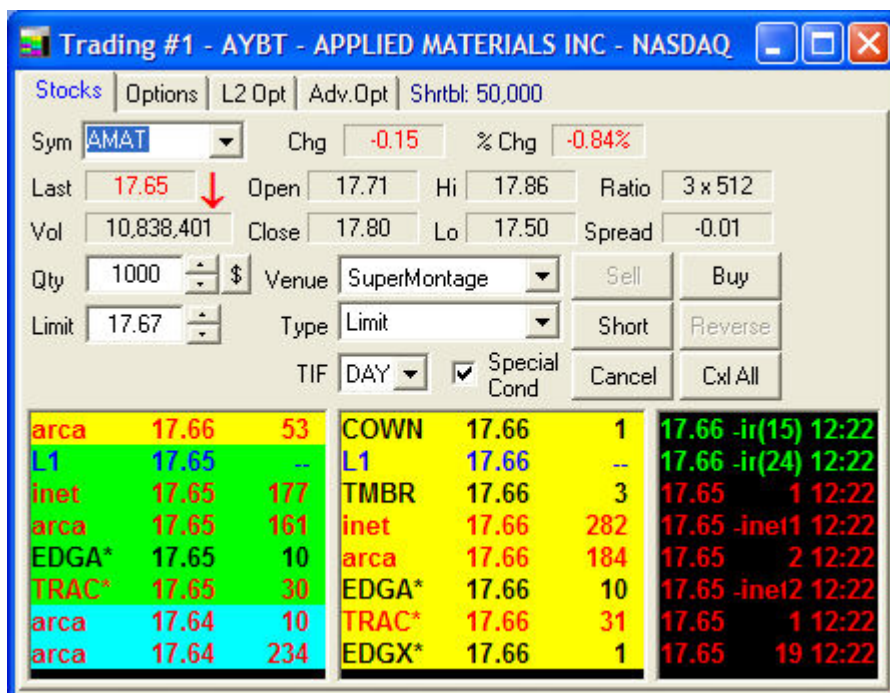 Trading #1 - AYBT - APPLIED MATERIALS INC - NASDAQ
Stocks Options L2 Opt Adv.Opt Shrtbl: 50,000
Sym AMAT Chg -0.15 % Chg -0.84%
Last 17.65 Open 17.71 Hi 17.86 Ratio 3 x 512
Vol 10,838,401 Close 17.80 Lo 17.50 Spread -0.01
Qty 1000 $ Venue SuperMontage Sell Buy
Limit 17.67 Type Limit Short Reverse
TIF DAY Special Cond Cancel Cxl All
arca 17.66 53 COWN 17.66 1 17.66 -ir(15) 12:22
L1 17.65 -- L1 17.66 -- 17.66 -ir(24) 12:22
inet 17.65 177 TMBR 17.66 3 17.65 1 12:22
arca 17.65 161 inet 17.66 282 17.65 -inet1 12:22
EDGA* 17.65 10 arca 17.66 184 17.65 2 12:22
TRAC* 17.65 30 EDGA* 17.66 10 17.65 -inet2 12:22
arca 17.64 10 TRAC* 17.66 31 17.65 1 12:22
arca 17.64 234 EDGX* 17.66 1 17.65 19 12:22